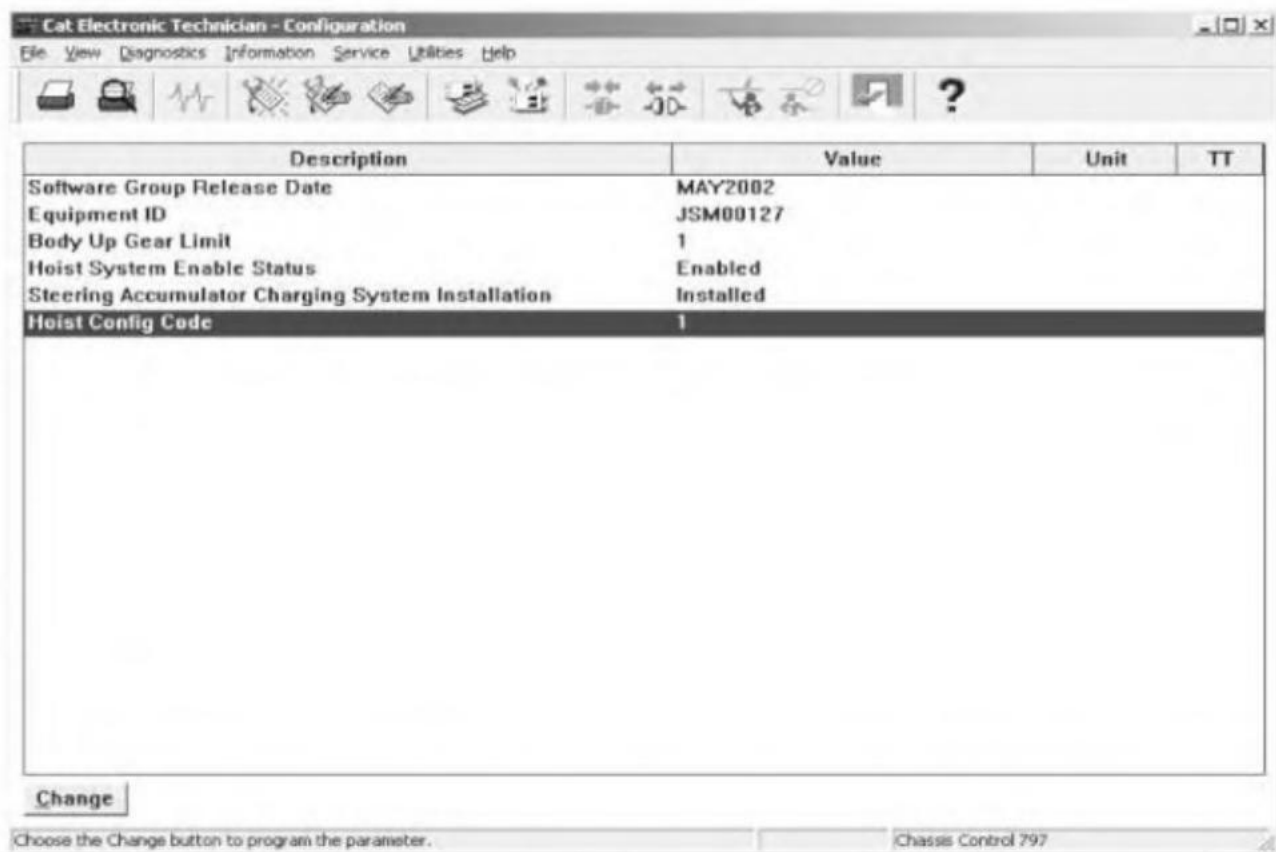 Cat Electronic Technician - Configuration
File View Diagnostics Information Service Utilities Help
?
Description Value Unit TT
Software Group Release Date MAY2002
Equipment ID JSM00127
Body Up Gear Limit 1
Hoist System Enable Status Enabled
Steering Accumulator Charging System Installation Installed
Hoist Config Code 1
Change
Choose the Change button to program the parameter. Chassis Control 797